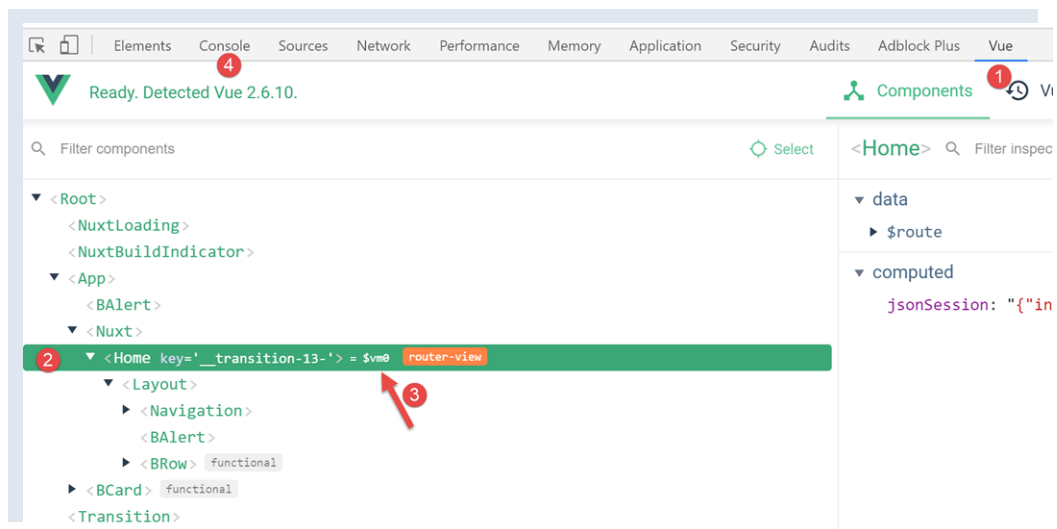 Elements Console Sources Network Performance Memory Application Security Audits Adblock Plus Vue
4
1
Ready. Detected Vue 2.6.10.
Components
Filter components
Select
<Home>
Filter inspec
<Root>
data
<NuxtLoading>
$route
<NuxtBuildIndicator>
computed
<App>
<BAlert>
jsonSession: "{"in
<Nuxt>
2
<Home key='__transition-13-'> = $vm0 router-view
<Layout>
3
<Navigation>
<BAlert>
<BRow> functional
<BCard> functional
<Transition>